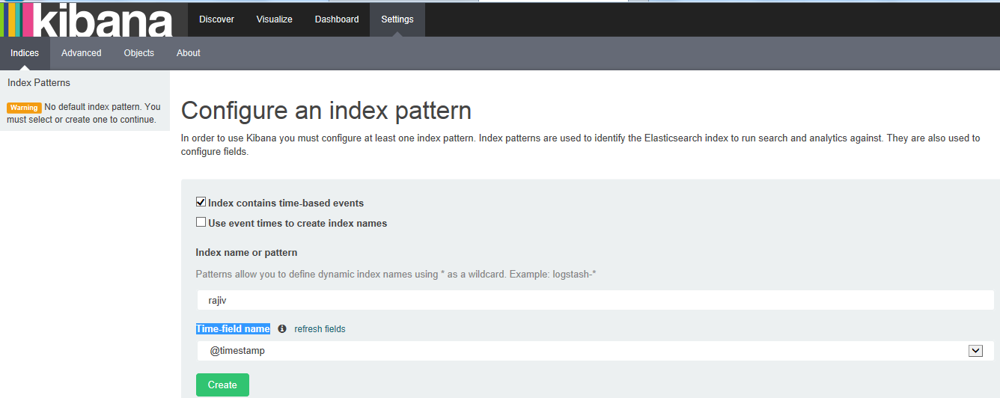 kibana Discover Visualize Dashboard Settings
Indices Advanced Objects About
Index Patterns
Warning No default index pattern. You
must select or create one to continue.
Configure an index pattern
In order to use Kibana you must configure at least one index pattern. Index patterns are used to identify the Elasticsearch index to run search and analytics against. They are also used to
configure fields.
Index contains time-based events
Use event times to create index names
Index name or pattern
Patterns allow you to define dynamic index names using * as a wildcard. Example: logstash-*
rajiv
Time-field name refresh fields
@timestamp
Create